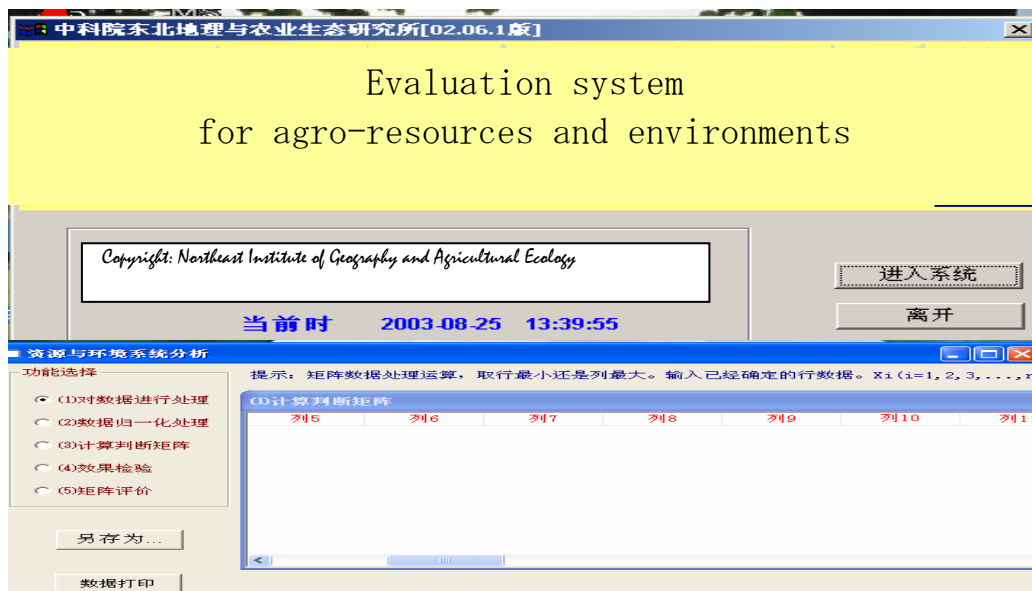 中科院东北地理与农业生态研究所[02.06.1版]
Evaluation system
for agro-resources and environments
Copyright: Northeast Institute of Geography and Agricultural Ecology
进入系统
当前时 2003-08-25 13:39:55
离开
资源与环境系统分析
功能选择
提示: 矩阵数据处理运算, 取行最小还是列最大。输入已经确定的行数据。Xi(i=1,2,3,...,r
(1)对数据进行处理
(2)数据归一化处理
(3)计算判断矩阵
(4)效果检验
(5)矩阵评价
(1)计算判断矩阵
列5 列6 列7 列8 列9 列10 列1
另存为...
数据打印